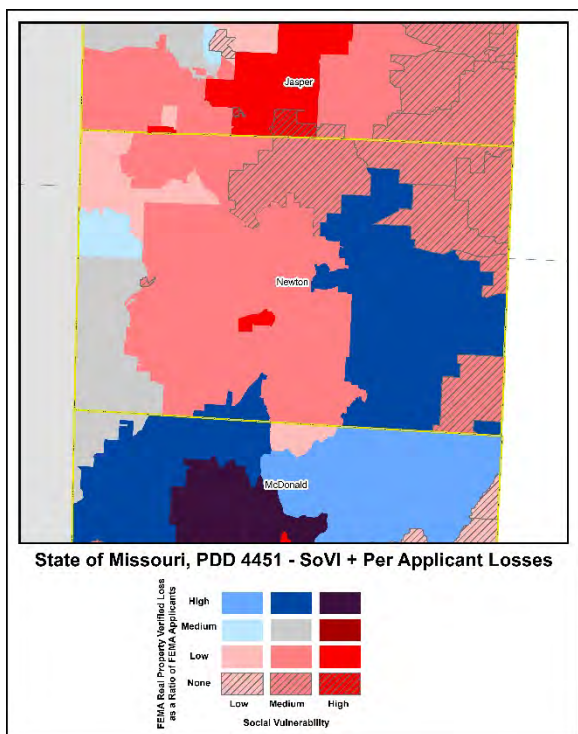 Jasper
Newton
McDonald
State of Missouri, PDD 4451 - SoVI + Per Applicant Losses
FEMA Real Property Verified Loss
as a Ratio of FEMA Applicants
High
Medium
Low
None
Low Medium High
Social Vulnerability